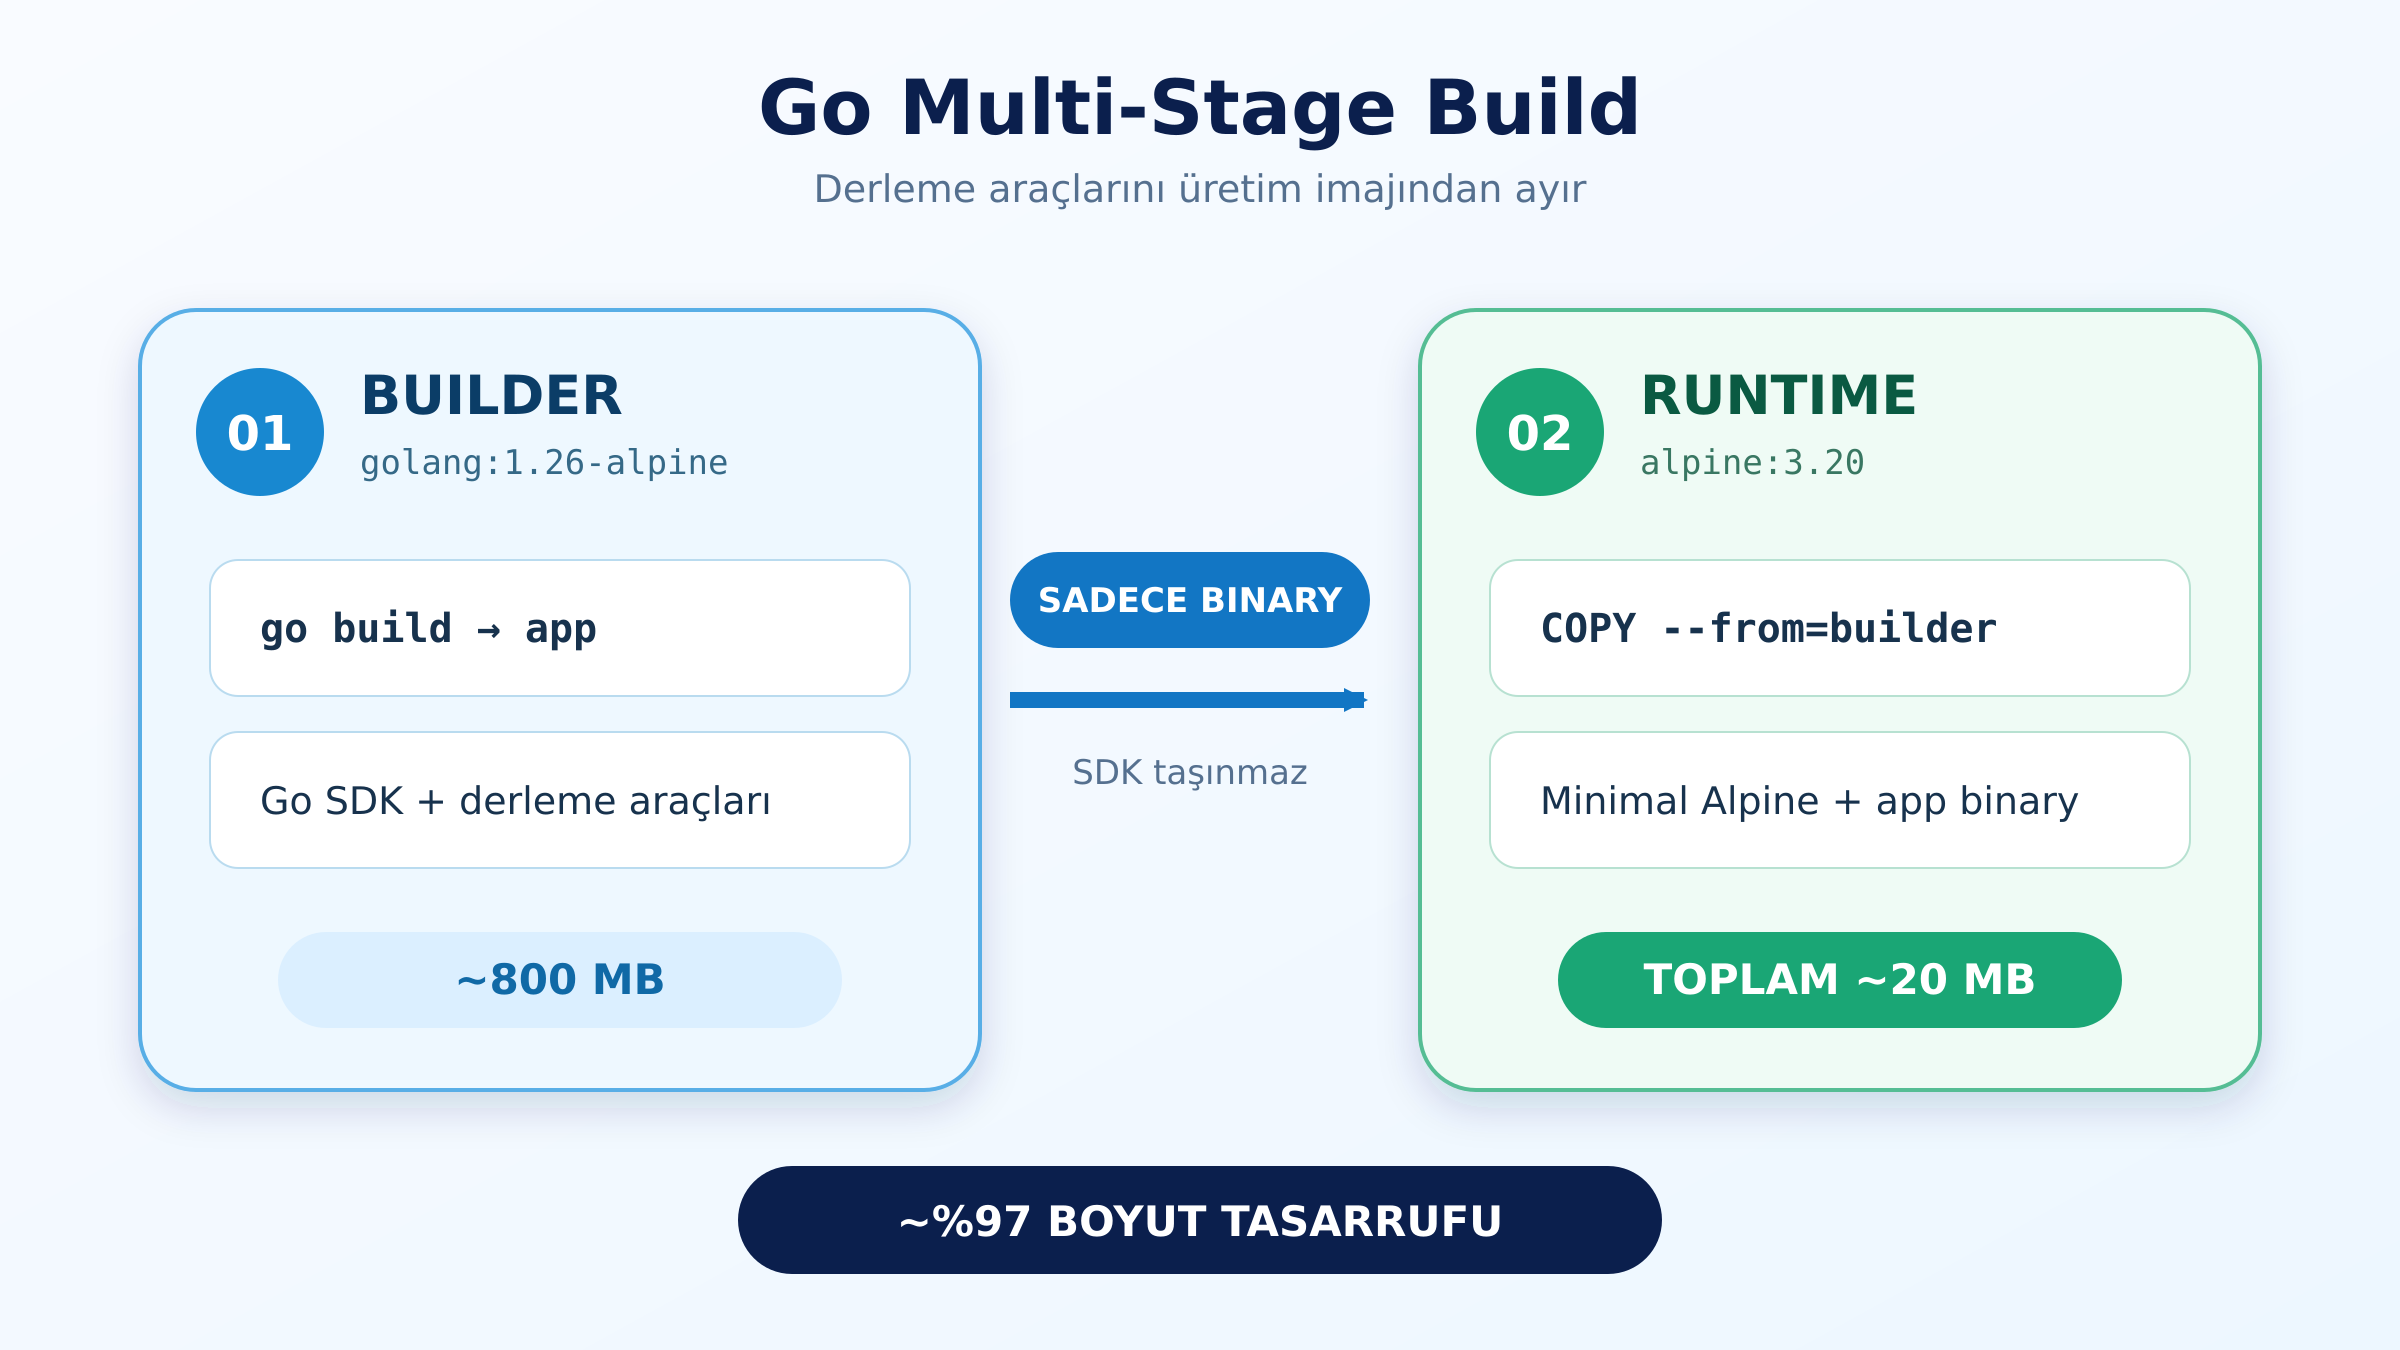 Go Multi-Stage Build
Derleme araçlarını üretim imajından ayır
01
BUILDER
golang:1.26-alpine
go build → app
Go SDK + derleme araçları
~800 MB
SADECE BINARY
SDK taşınmaz
02
RUNTIME
alpine:3.20
COPY --from=builder
Minimal Alpine + app binary
TOPLAM ~20 MB
~%97 BOYUT TASARRUFU